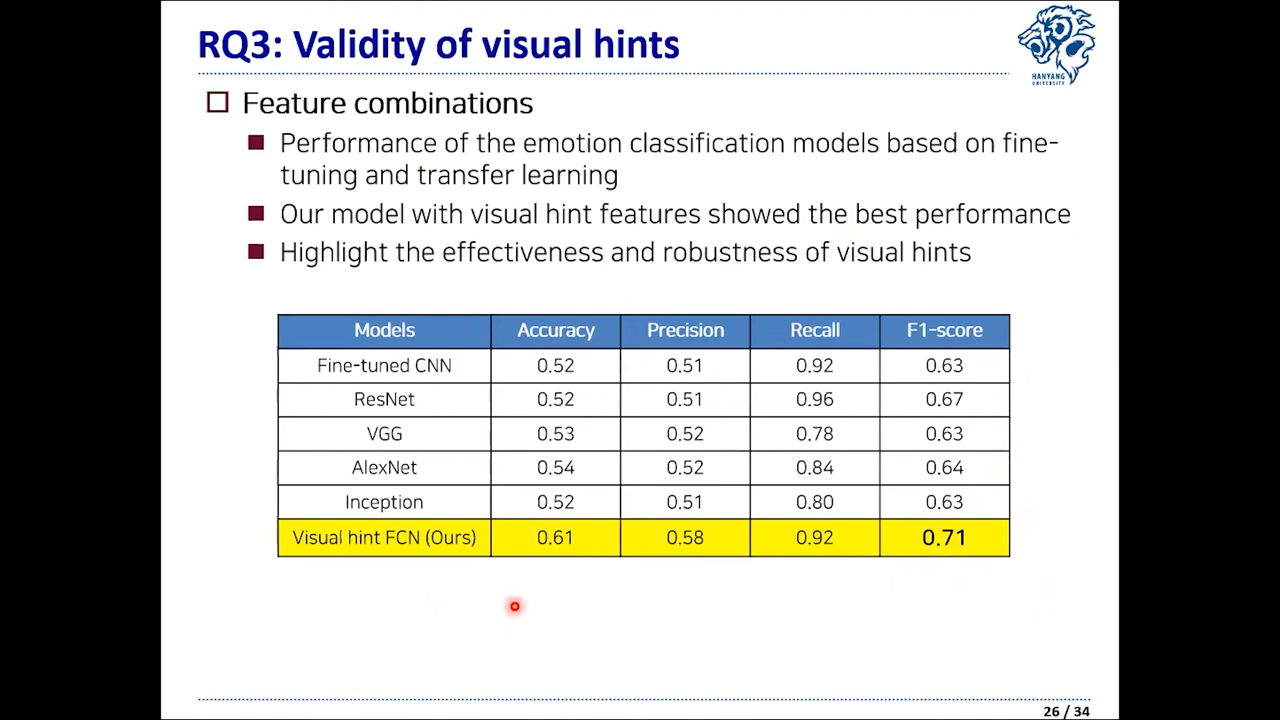 RQ3: Validity of visual hints
HANYANG
UNIVERSITY
Feature combinations
Performance of the emotion classification models based on fine-
tuning and transfer learning
Our model with visual hint features showed the best performance
Highlight the effectiveness and robustness of visual hints
Models Accuracy Precision Recall F1-score
Fine-tuned CNN 0.52 0.51 0.92 0.63
ResNet 0.52 0.51 0.96 0.67
VGG 0.53 0.52 0.78 0.63
AlexNet 0.54 0.52 0.84 0.64
Inception 0.52 0.51 0.80 0.63
Visual hint FCN (Ours) 0.61 0.58 0.92 0.71
26 / 34